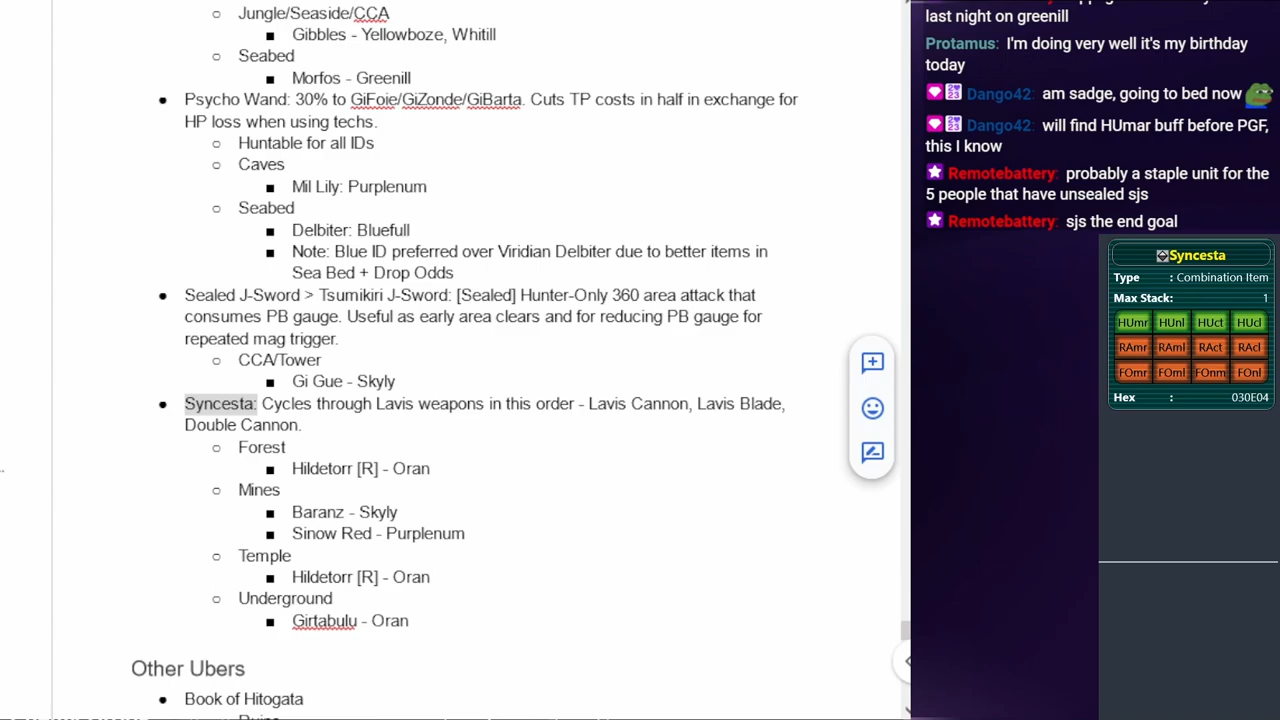 Jungle/Seaside/CCA
Gibbles - Yellowboze, Whitill
Seabed
Morfos - Greenill
Psycho Wand: 30% to GiFoie/GiZonde/GiBarta. Cuts TP costs in half in exchange for
HP loss when using techs.
Huntable for all IDs
Caves
Mil Lily: Purplenum
Seabed
Delbiter: Bluefull
Note: Blue ID preferred over Viridian Delbiter due to better items in
Sea Bed + Drop Odds
Sealed J-Sword > Tsumikiri J-Sword: [Sealed] Hunter-Only 360 area attack that
consumes PB gauge. Useful as early area clears and for reducing PB gauge for
repeated mag trigger.
CCA/Tower
Gi Gue - Skyly
Syncesta: Cycles through Lavis weapons in this order - Lavis Cannon, Lavis Blade,
Double Cannon.
Forest
Hildetorr [R] - Oran
Mines
Baranz - Skyly
Sinow Red - Purplenum
Temple
Hildetorr [R] - Oran
Underground
Girtabulu - Oran
Other Ubers
Book of Hitogata
last night on greenill
Protamus: I'm doing very well it's my birthday
today
Dango42: am sadge, going to bed now
Dango42: will find HUmar buff before PGF,
this I know
Remotebattery: probably a staple unit for the
5 people that have unsealed sjs
Remotebattery: sjs the end goal
Syncesta
Type : Combination Item
Max Stack: 1
HUmr HUnl HUct HUcl
RAmr RAml RAct RAcl
FOmr FOml FOnm FOnl
Hex : 030E04